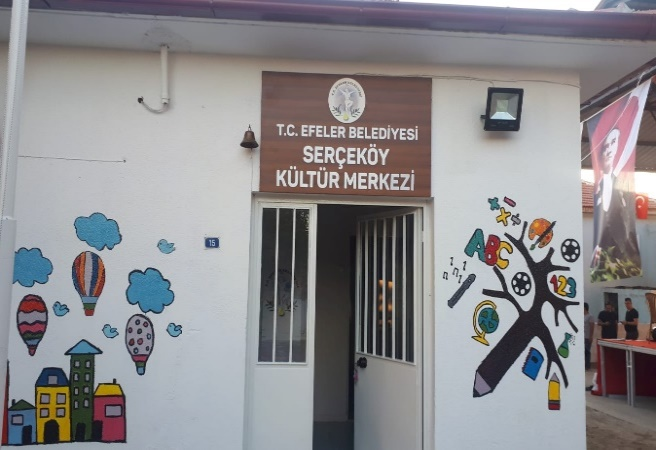 T.C. EFELER BELEDİYESİ
SERÇEKÖY
KÜLTÜR MERKEZİ
15
ABC
123